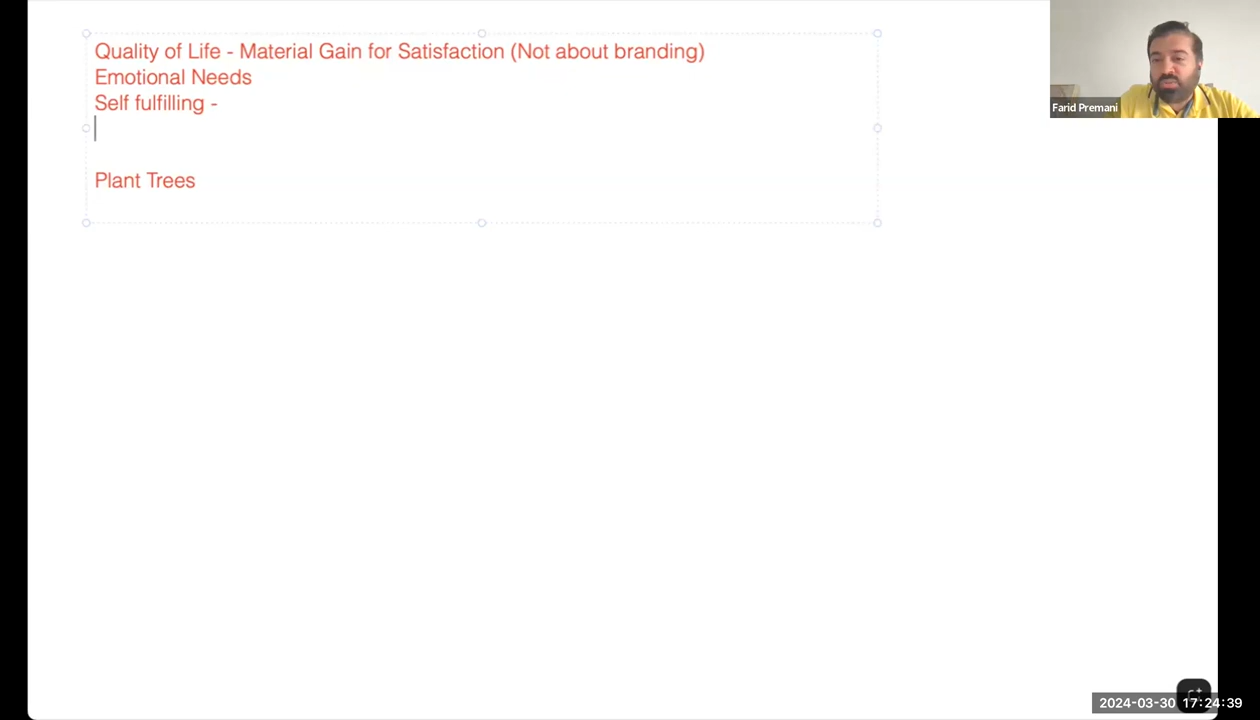 Quality of Life - Material Gain for Satisfaction (Not about branding)
Emotional Needs
Self fulfilling -
Plant Trees
Farid Premani
2024-03-30 17:24:39